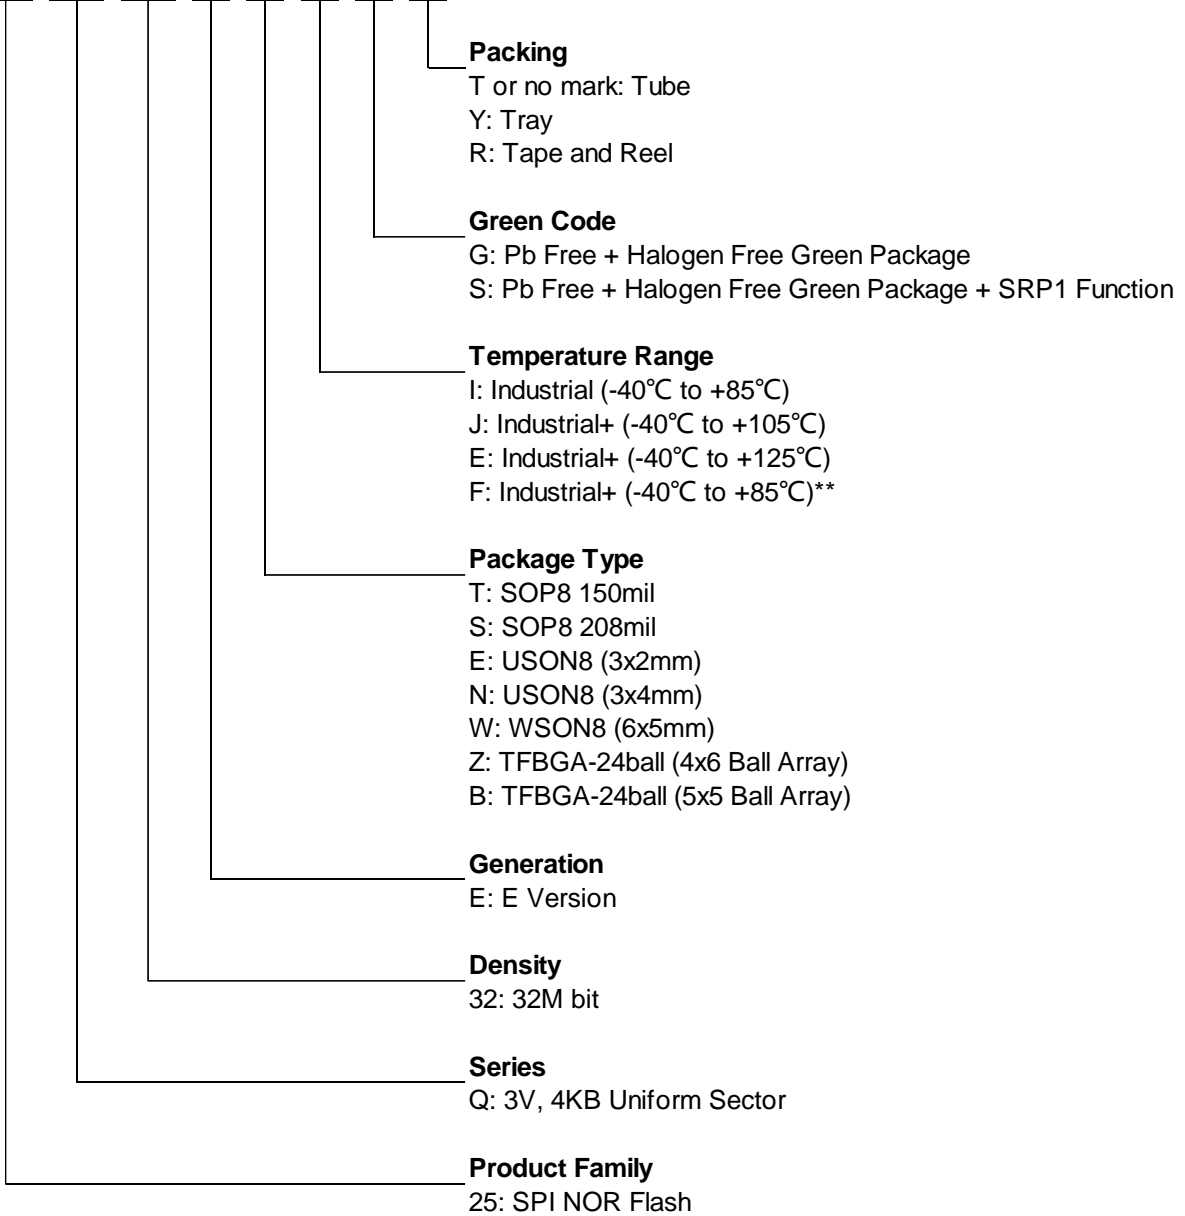 Packing
T or no mark: Tube
Y: Tray
R: Tape and Reel
Green Code
G: Pb Free + Halogen Free Green Package
S: Pb Free + Halogen Free Green Package + SRP1 Function
Temperature Range
I: Industrial (-40℃ to +85℃)
J: Industrial+ (-40℃ to +105℃)
E: Industrial+ (-40℃ to +125℃)
F: Industrial+ (-40℃ to +85℃)**
Package Type
T: SOP8 150mil
S: SOP8 208mil
E: USON8 (3x2mm)
N: USON8 (3x4mm)
W: WSON8 (6x5mm)
Z: TFBGA-24ball (4x6 Ball Array)
B: TFBGA-24ball (5x5 Ball Array)
Generation
E: E Version
Density
32: 32M bit
Series
Q: 3V, 4KB Uniform Sector
Product Family
25: SPI NOR Flash